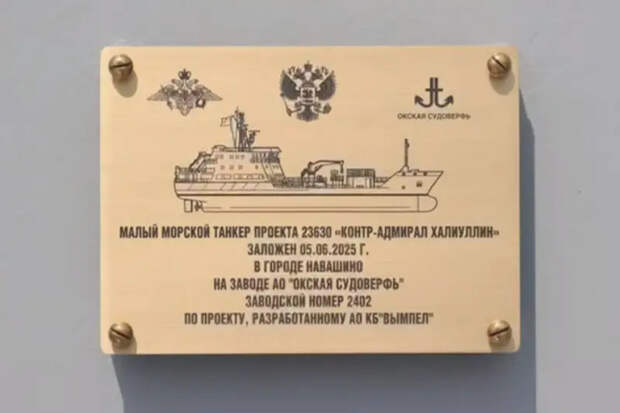 ОКСКАЯ СУДОВЕРФЬ
МАЛЫЙ МОРСКОЙ ТАНКЕР ПРОЕКТА 23630 «КОНТР-АДМИРАЛ ХАЛИУЛЛИН»
ЗАЛОЖЕН 05.06.2025 Г.
В ГОРОДЕ НАВАШИНО
НА ЗАВОДЕ АО "ОКСКАЯ СУДОВЕРФЬ"
ЗАВОДСКОЙ НОМЕР 2402
ПО ПРОЕКТУ, РАЗРАБОТАННОМУ АО КБ"ВЫМПЕЛ"